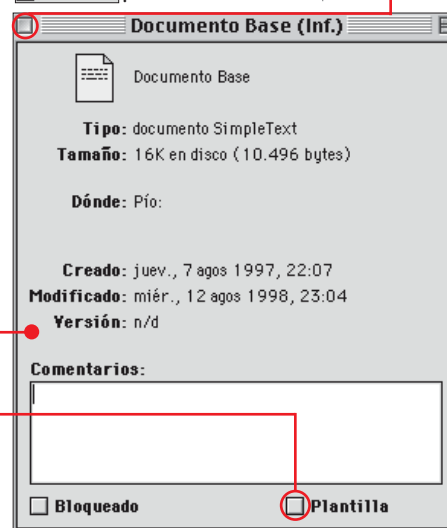 Documento Base (Inf.)
Documento Base
Tipo: documento SimpleText
Tamaño: 16K en disco (10.496 bytes)
Dónde: Pío:
Creado: juev., 7 agos 1997, 22:07
Modificado: miér., 12 agos 1998, 23:04
Versión: n/d
Comentarios:
Bloqueado
Plantilla